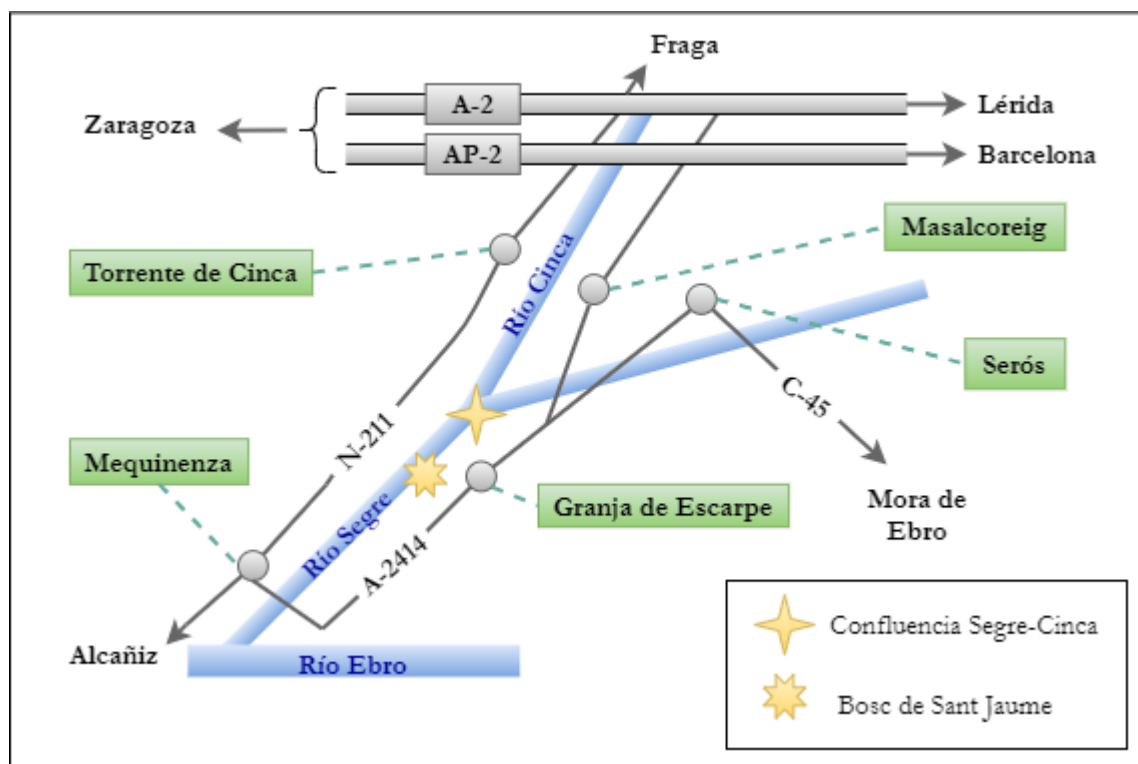 Fraga
A-2
Lérida
Zaragoza
AP-2
Barcelona
Masalcoreig
Torrente de Cinca
Río Cinca
Serós
C-45
N-211
Mequinenza
Granja de Escarpe
Mora de
Ebro
Río Segre
A-2414
Alcañiz
Río Ebro
Confluencia Segre-Cinca
Bosc de Sant Jaume